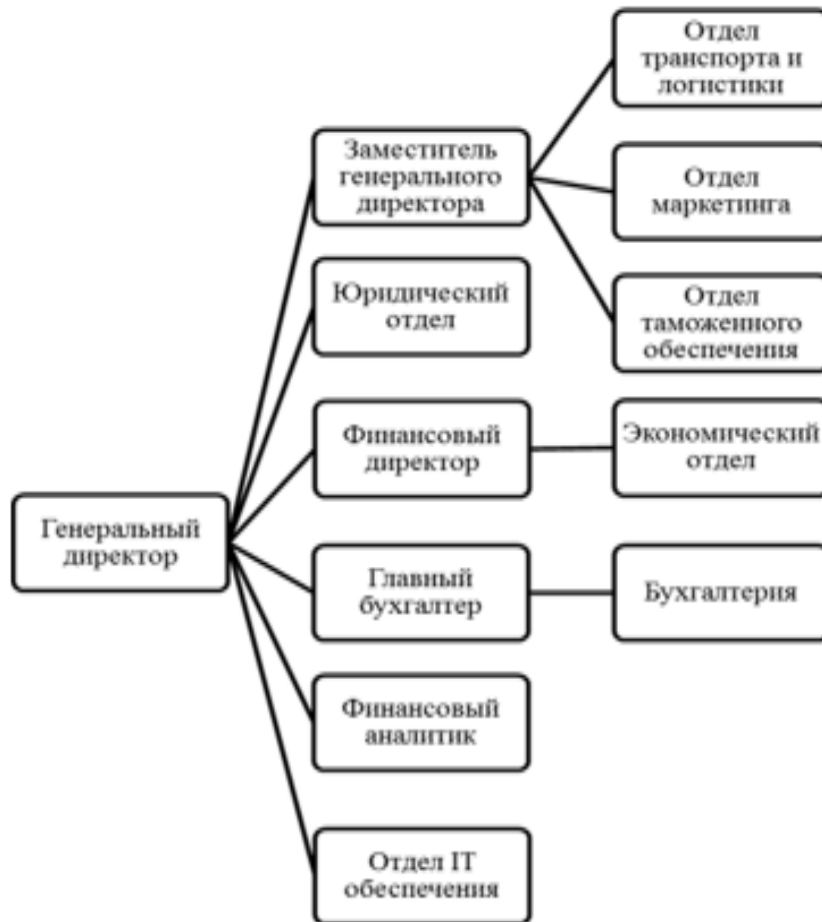 Отдел
транспорта и
логистики
Заместитель
генерального
директора
Отдел
маркетинга
Юридический
отдел
Отдел
таможенного
обеспечения
Финансовый
директор
Экономический
отдел
Генеральный
директор
Главный
бухгалтер
Бухгалтерия
Финансовый
аналитик
Отдел IT
обеспечения